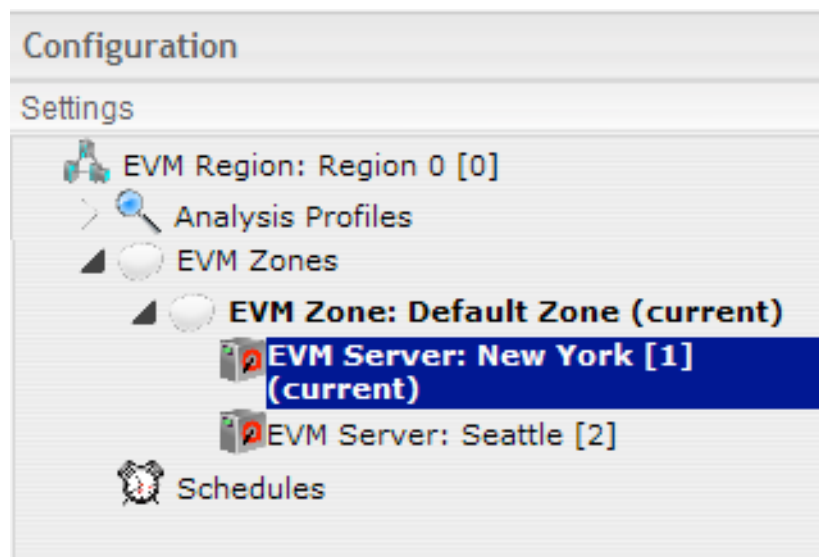 Configuration
Settings
EVM Region: Region 0 [0]
Analysis Profiles
EVM Zones
EVM Zone: Default Zone (current)
EVM Server: New York [1]
(current)
EVM Server: Seattle [2]
Schedules